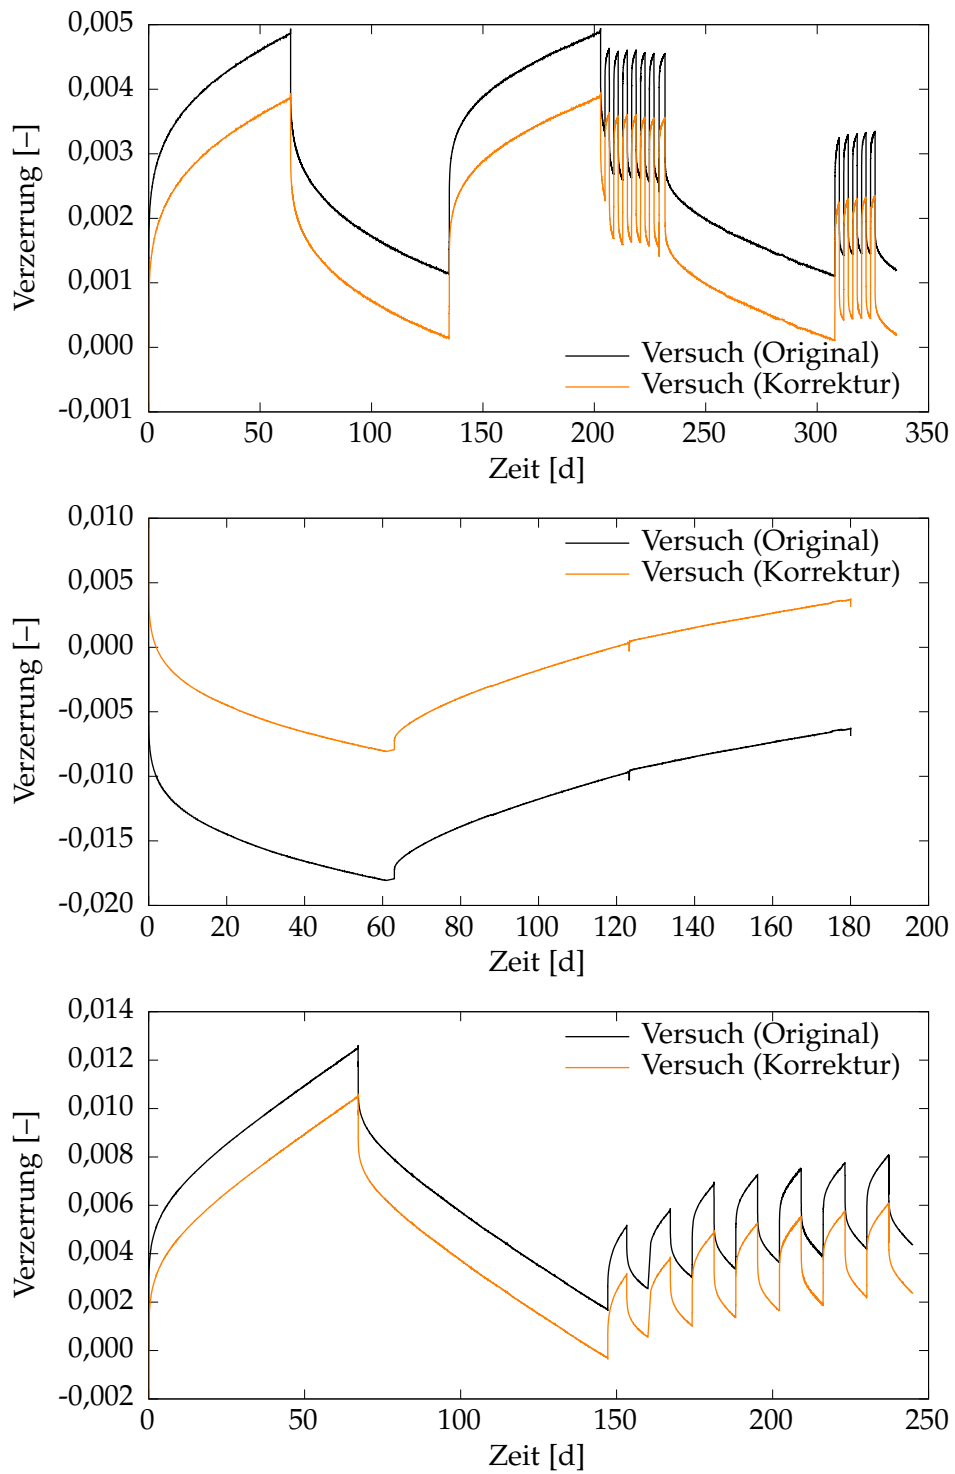 0,005
0,004
0,003
0,002
0,001
0,000
-0,001
Verzerrung [–]
Versuch (Original)
Versuch (Korrektur)
0 50 100 150 200 250 300 350
Zeit [d]
0,010
0,005
0,000
-0,005
-0,010
-0,015
-0,020
Verzerrung [–]
Versuch (Original)
Versuch (Korrektur)
0 20 40 60 80 100 120 140 160 180 200
Zeit [d]
0,014
0,012
0,010
0,008
0,006
0,004
0,002
0,000
-0,002
Verzerrung [–]
Versuch (Original)
Versuch (Korrektur)
0 50 100 150 200 250
Zeit [d]